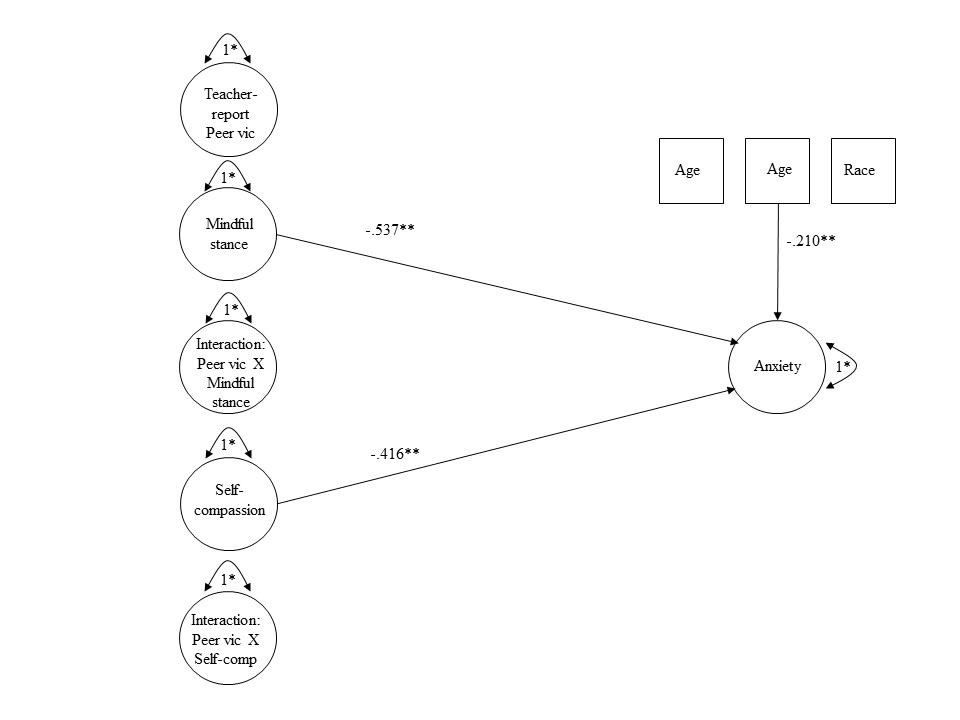 1*
Teacher-
report
Peer vic
1*
Mindful
stance
-.537**
Age
Age
Race
-.210**
1*
Interaction:
Peer vic X
Mindful
stance
Anxiety
1*
1*
Self-
compassion
-.416**
1*
Interaction:
Peer vic X
Self-comp